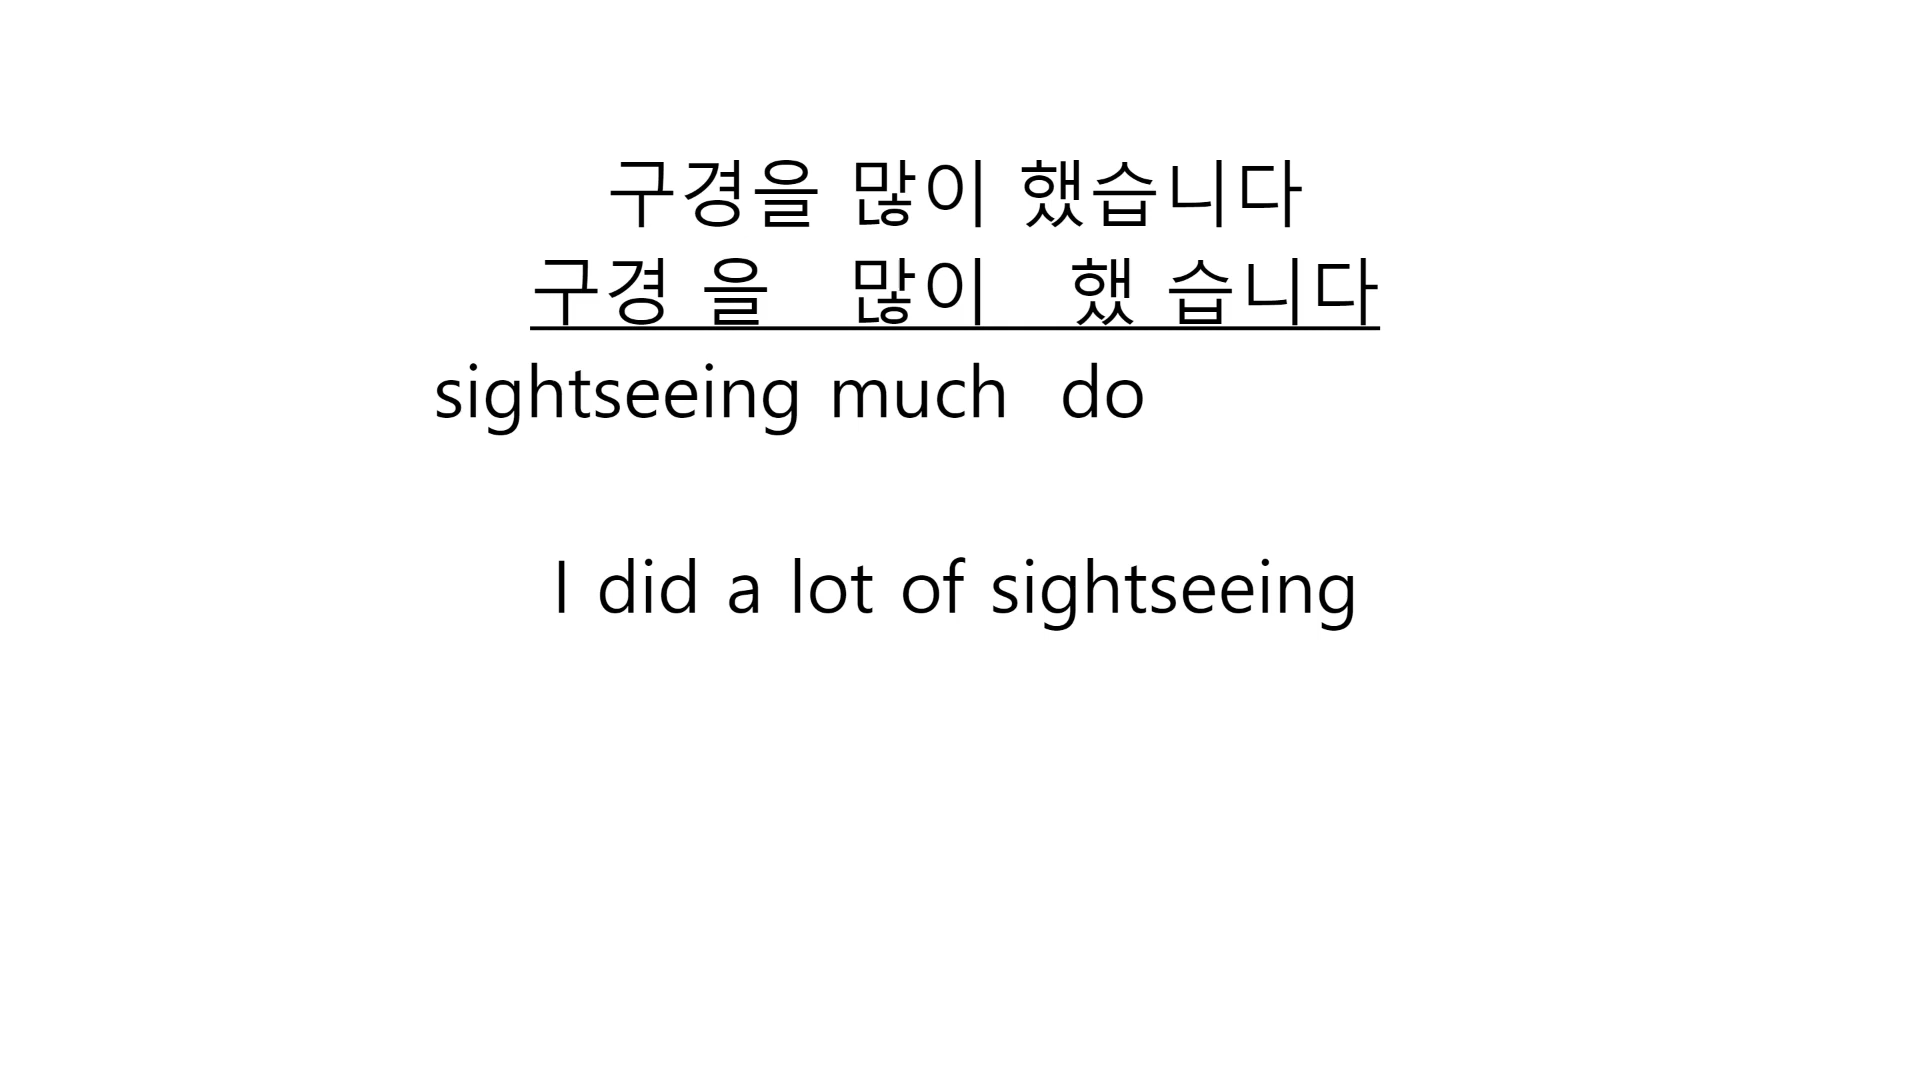 구경을 많이 했습니다
구경 을 많이 했 습니다
sightseeing much do
I did a lot of sightseeing